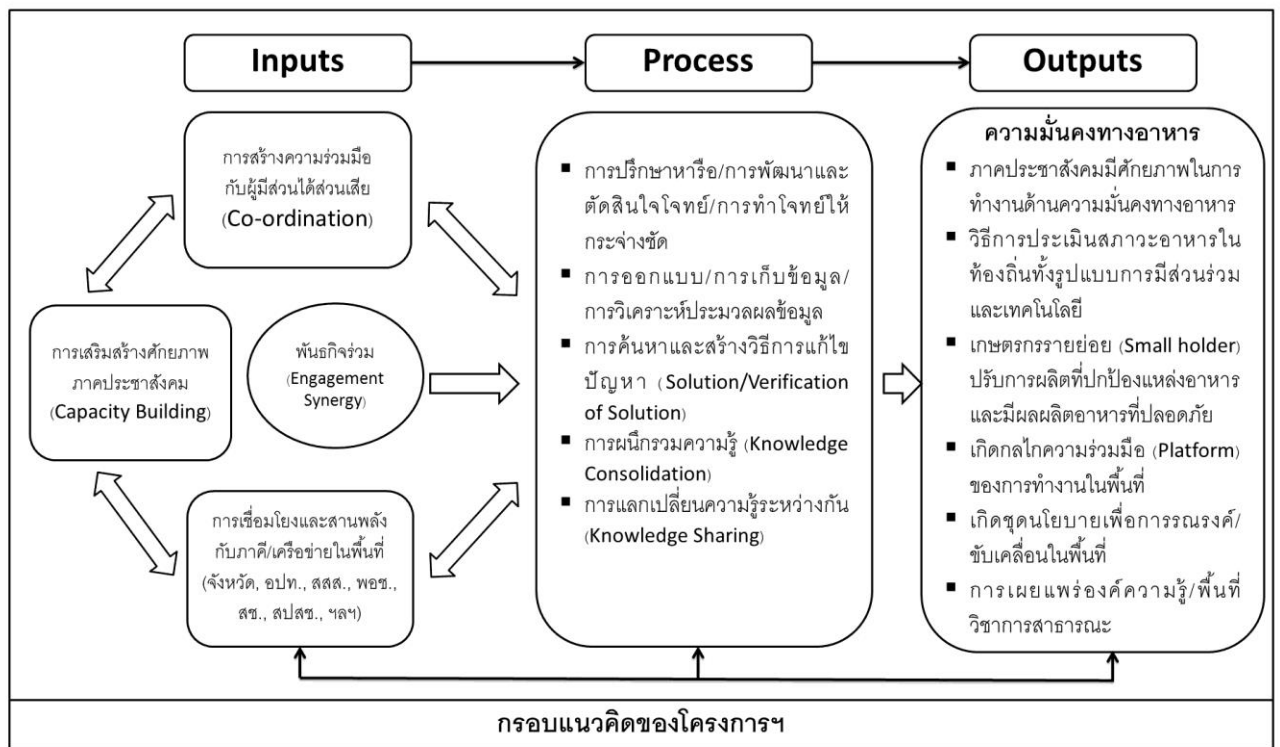 Inputs
Process
Outputs
การสร้างความร่วมมือ
กับผู้มีส่วนได้ส่วนเสีย
(Co-ordination)
การเสริมสร้างศักยภาพ
ภาคประชาสังคม
(Capacity Building)
พันธกิจร่วม
(Engagement
Synergy)
การเชื่อมโยงและสานพลัง
กับภาคี/เครือข่ายในพื้นที่
(จังหวัด, อปท., สสส., พอช.,
สช., สปสช., ฯลฯ)
▪ การปรึกษาหารือ/การพัฒนาและ
ตัดสินใจโจทย์/การทำโจทย์ให้
กระจ่างชัด
▪ การออกแบบ/การเก็บข้อมูล/
การวิเคราะห์ประมวลผลข้อมูล
▪ การค้นหาและสร้างวิธีการแก้ไข
ปัญหา (Solution/Verification
of Solution)
▪ การผนึกรวมความรู้ (Knowledge
Consolidation)
▪ การแลกเปลี่ยนความรู้ระหว่างกัน
(Knowledge Sharing)
ความมั่นคงทางอาหาร
▪ ภาคประชาสังคมมีศักยภาพในการ
ทำงานด้านความมั่นคงทางอาหาร
▪ วิธีการประเมินสภาวะอาหารใน
ท้องถิ่นทั้งรูปแบบการมีส่วนร่วม
และเทคโนโลยี
▪ เกษตรกรรายย่อย (Small holder)
ปรับการผลิตที่ปกป้องแหล่งอาหาร
และมีผลผลิตอาหารที่ปลอดภัย
▪ เกิดกลไกความร่วมมือ (Platform)
ของการทำงานในพื้นที่
▪ เกิดชุดนโยบายเพื่อการรณรงค์/
ขับเคลื่อนในพื้นที่
▪ การเผยแพร่องค์ความรู้/พื้นที่
วิชาการสาธารณะ
กรอบแนวคิดของโครงการฯ